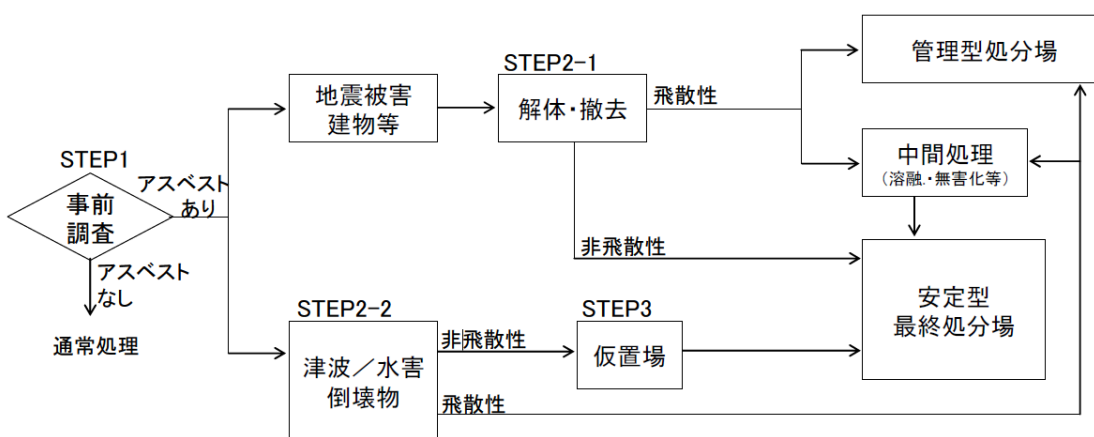 STEP1
事前
調査
アスベスト
あり
アスベスト
なし
通常処理
地震被害
建物等
STEP2-1
解体・撤去
飛散性
非飛散性
管理型処分場
中間処理
(溶融・無害化等)
安定型
最終処分場
STEP2-2
津波/水害
倒壊物
非飛散性
飛散性
STEP3
仮置場